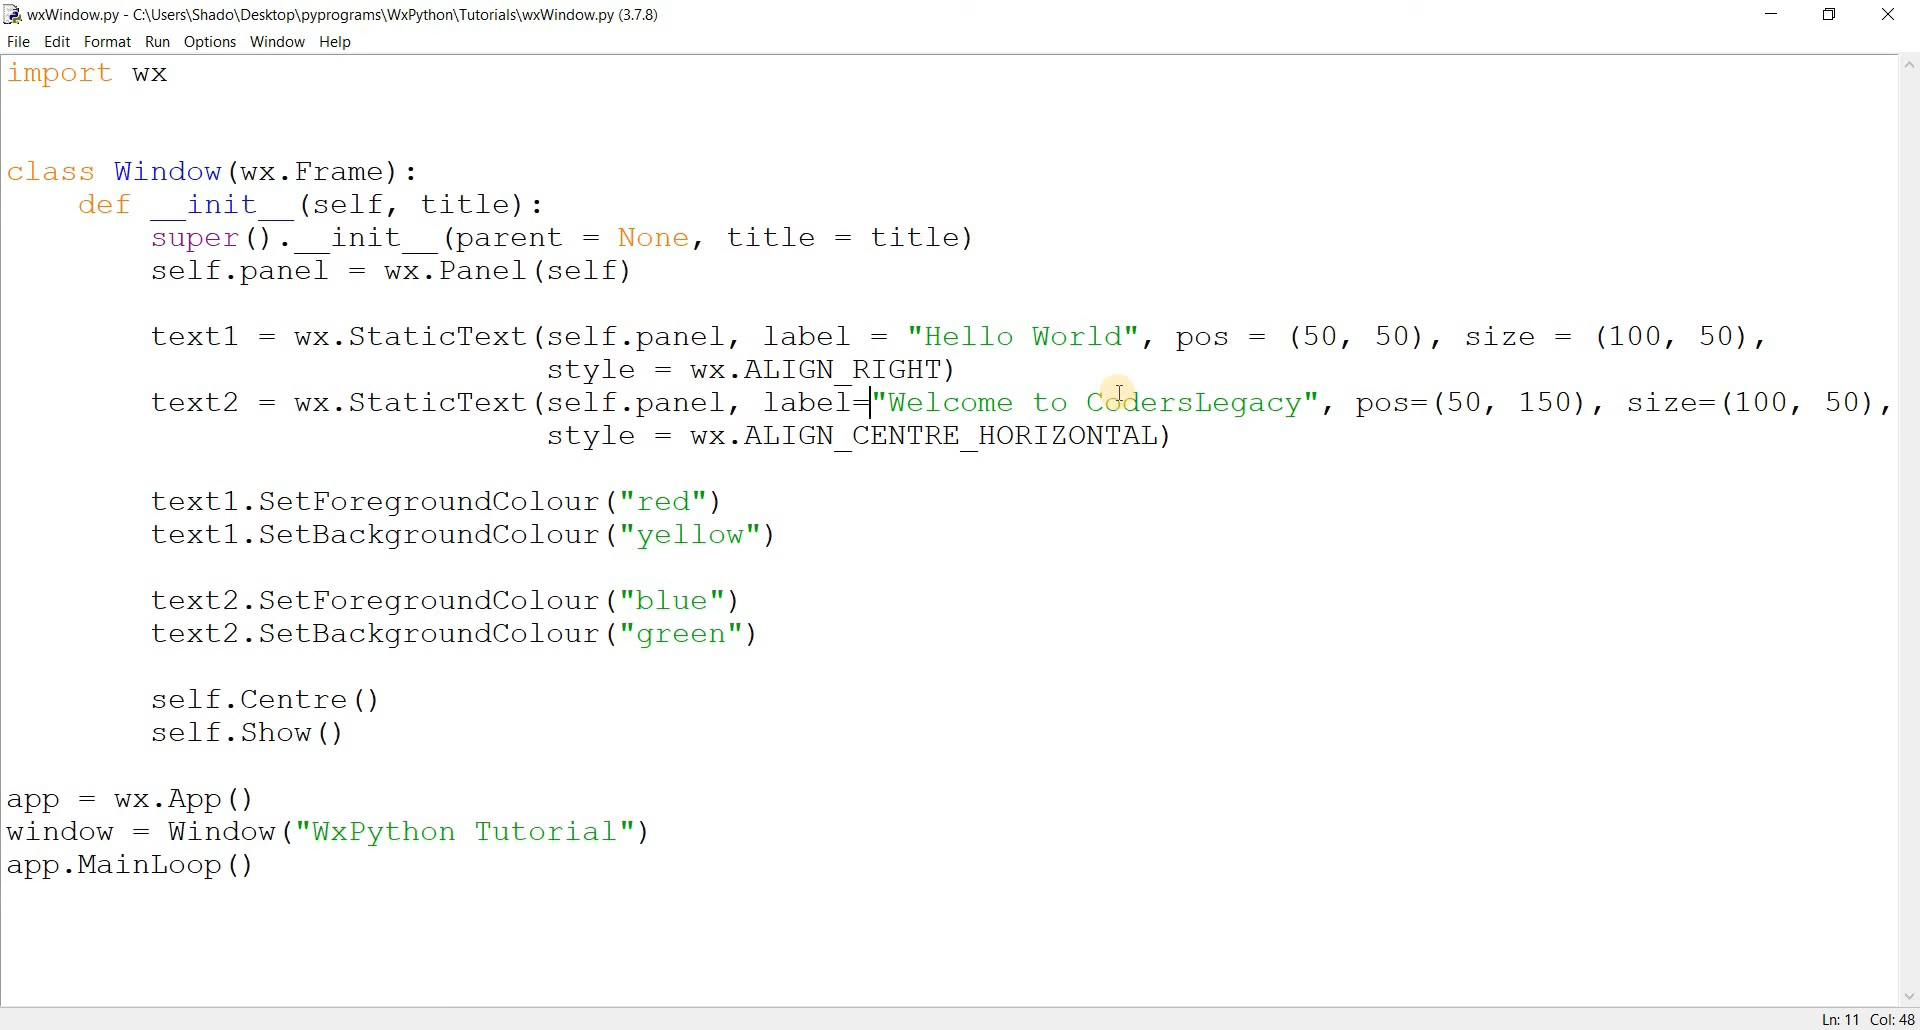 wxWindow.py - C:\Users\Shado\Desktop\pyprograms\WxPython\Tutorials\wxWindow.py (3.7.8)
File Edit Format Run Options Window Help
import wx
class Window(wx.Frame):
    def __init__(self, title):
        super().__init__(parent = None, title = title)
        self.panel = wx.Panel(self)
        text1 = wx.StaticText(self.panel, label = "Hello World", pos = (50, 50), size = (100, 50),
                              style = wx.ALIGN_RIGHT)
        text2 = wx.StaticText(self.panel, label="Welcome to CodersLegacy", pos=(50, 150), size=(100, 50),
                              style = wx.ALIGN_CENTRE_HORIZONTAL)
        text1.SetForegroundColour("red")
        text1.SetBackgroundColour("yellow")
        text2.SetForegroundColour("blue")
        text2.SetBackgroundColour("green")
        self.Centre()
        self.Show()
app = wx.App()
window = Window("WxPython Tutorial")
app.MainLoop()
Ln: 11 Col: 48